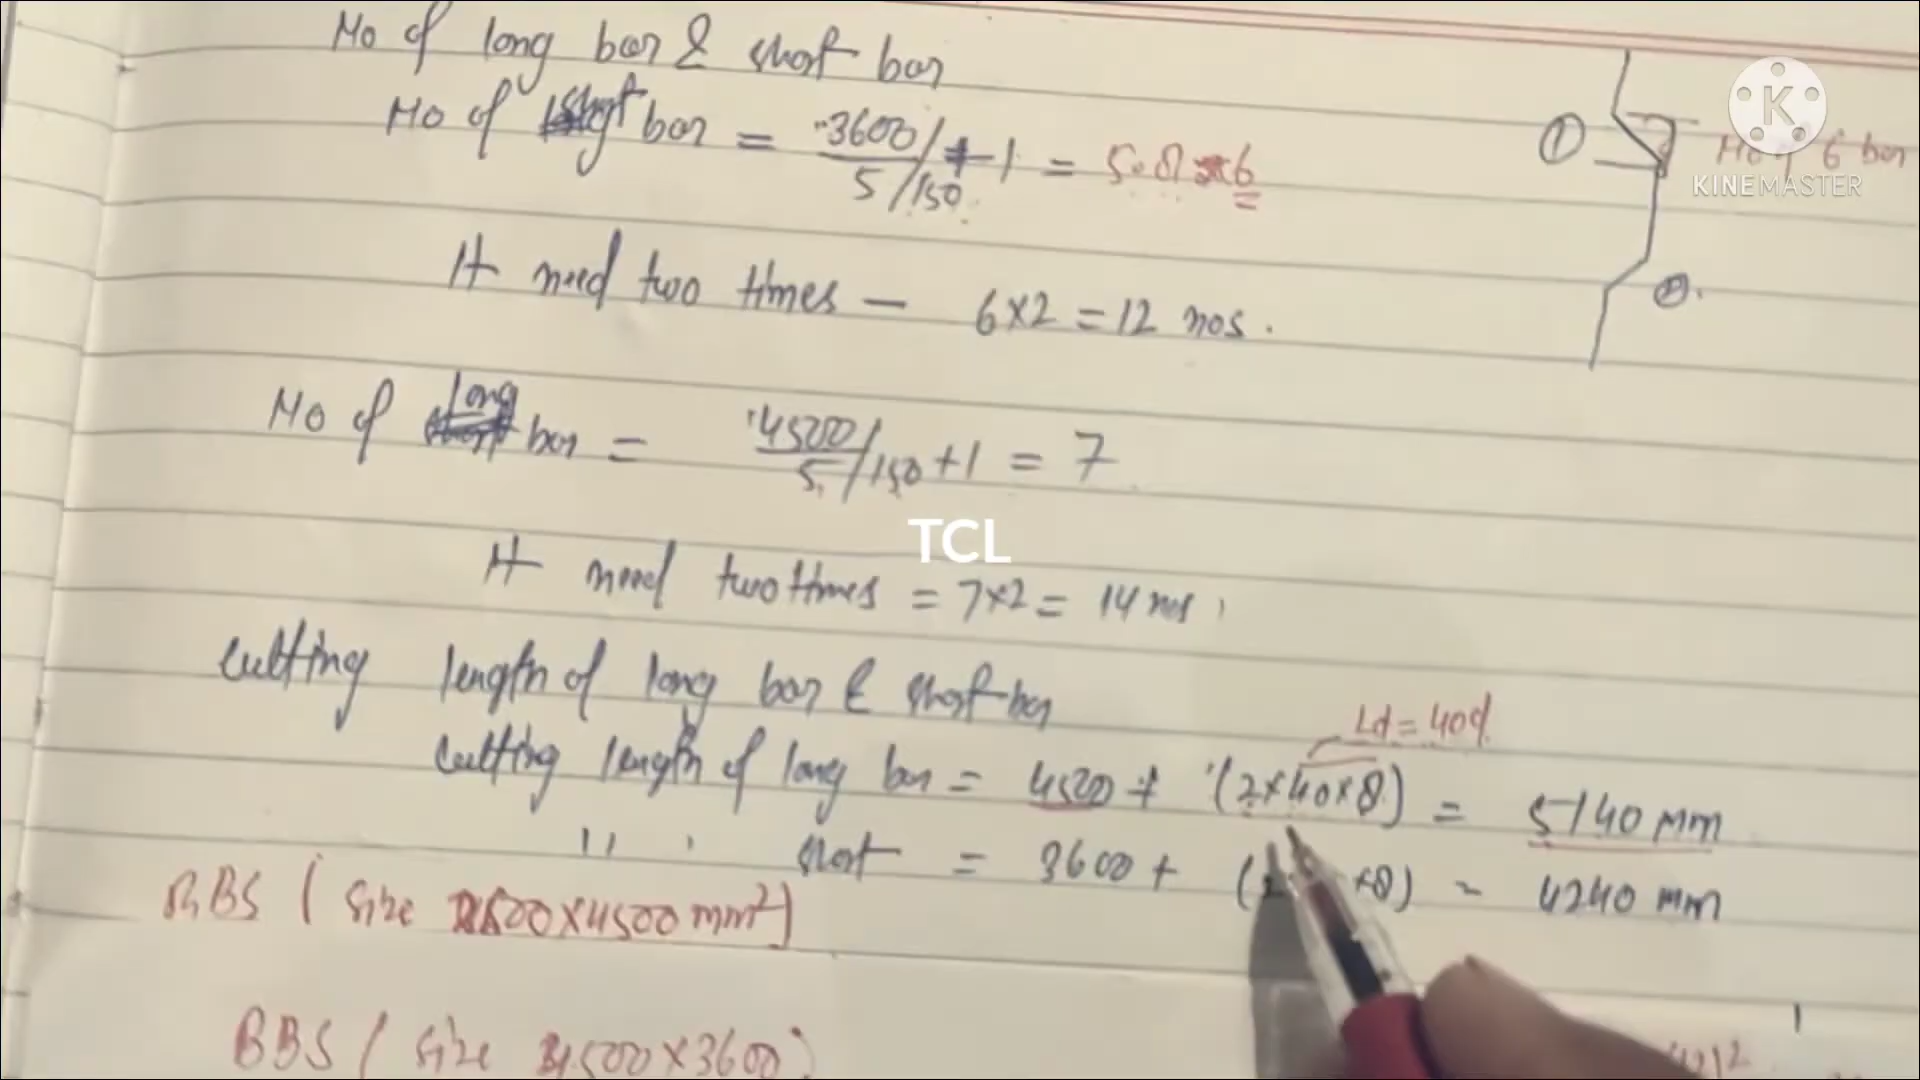 No of long bar & short bar
No of short bar = 3600/5 /150 +1 = 5.8 ≈ 6
No of 6 bar
KINEMASTER
It need two times — 6×2 = 12 nos.
No of long bar = 4500/5 /150 +1 = 7
TCL
It need two times = 7×2 = 14 nos.
Cutting length of long bar & short bar
Ld = 40d
Cutting length of long bar = 4500 + (2×40×8) = 5140 mm
" " short = 3600 + ( ×8) = 4240 mm
BBS ( Size 4500 mm²)
BBS ( Size 500×3600)